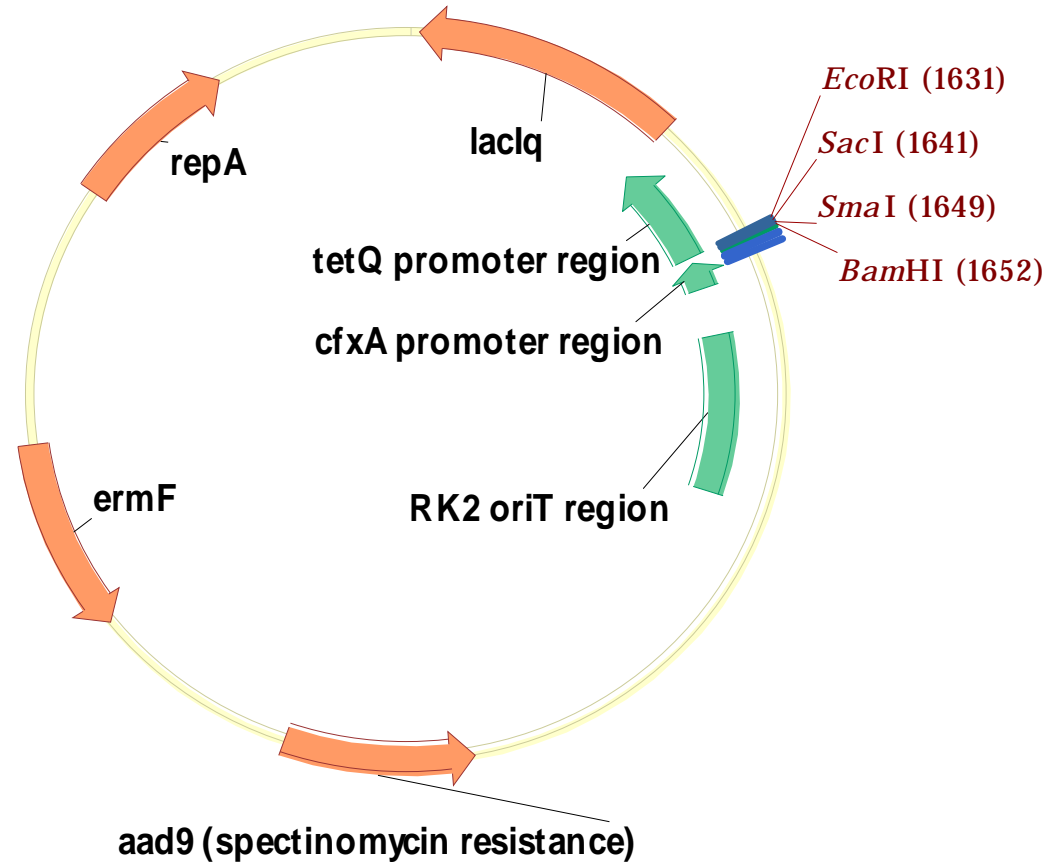 EcoRI (1631)
SacI (1641)
SmaI (1649)
BamHI (1652)
lacIq
repA
tetQ promoter region
cfxA promoter region
ermF
RK2 oriT region
aad9 (spectinomycin resistance)